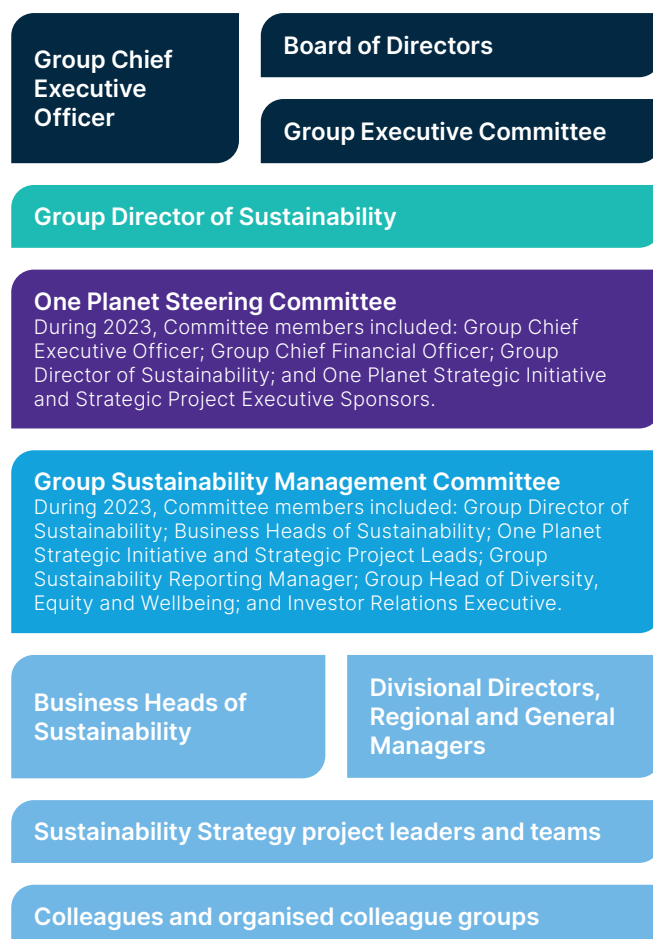 Group Chief
Executive
Officer
Board of Directors
Group Executive Committee
Group Director of Sustainability
One Planet Steering Committee
During 2023, Committee members included: Group Chief
Executive Officer; Group Chief Financial Officer; Group
Director of Sustainability; and One Planet Strategic Initiative
and Strategic Project Executive Sponsors.
Group Sustainability Management Committee
During 2023, Committee members included: Group Director of
Sustainability; Business Heads of Sustainability; One Planet
Strategic Initiative and Strategic Project Leads; Group
Sustainability Reporting Manager; Group Head of Diversity,
Equity and Wellbeing; and Investor Relations Executive.
Business Heads of
Sustainability
Divisional Directors,
Regional and General
Managers
Sustainability Strategy project leaders and teams
Colleagues and organised colleague groups